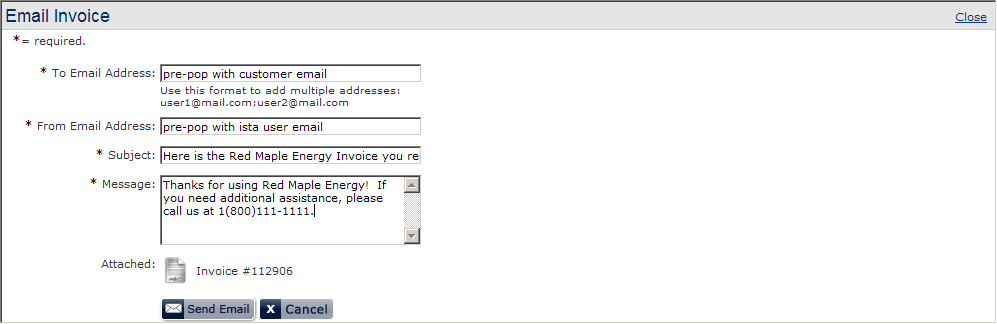 Email Invoice Close
*= required.
* To Email Address: pre-pop with customer email
Use this format to add multiple addresses:
user1@mail.com;user2@mail.com
* From Email Address: pre-pop with ista user email
* Subject: Here is the Red Maple Energy Invoice you re
* Message: Thanks for using Red Maple Energy! If
you need additional assistance, please
call us at 1(800)111-1111.
Attached: Invoice #112906
Send Email X Cancel